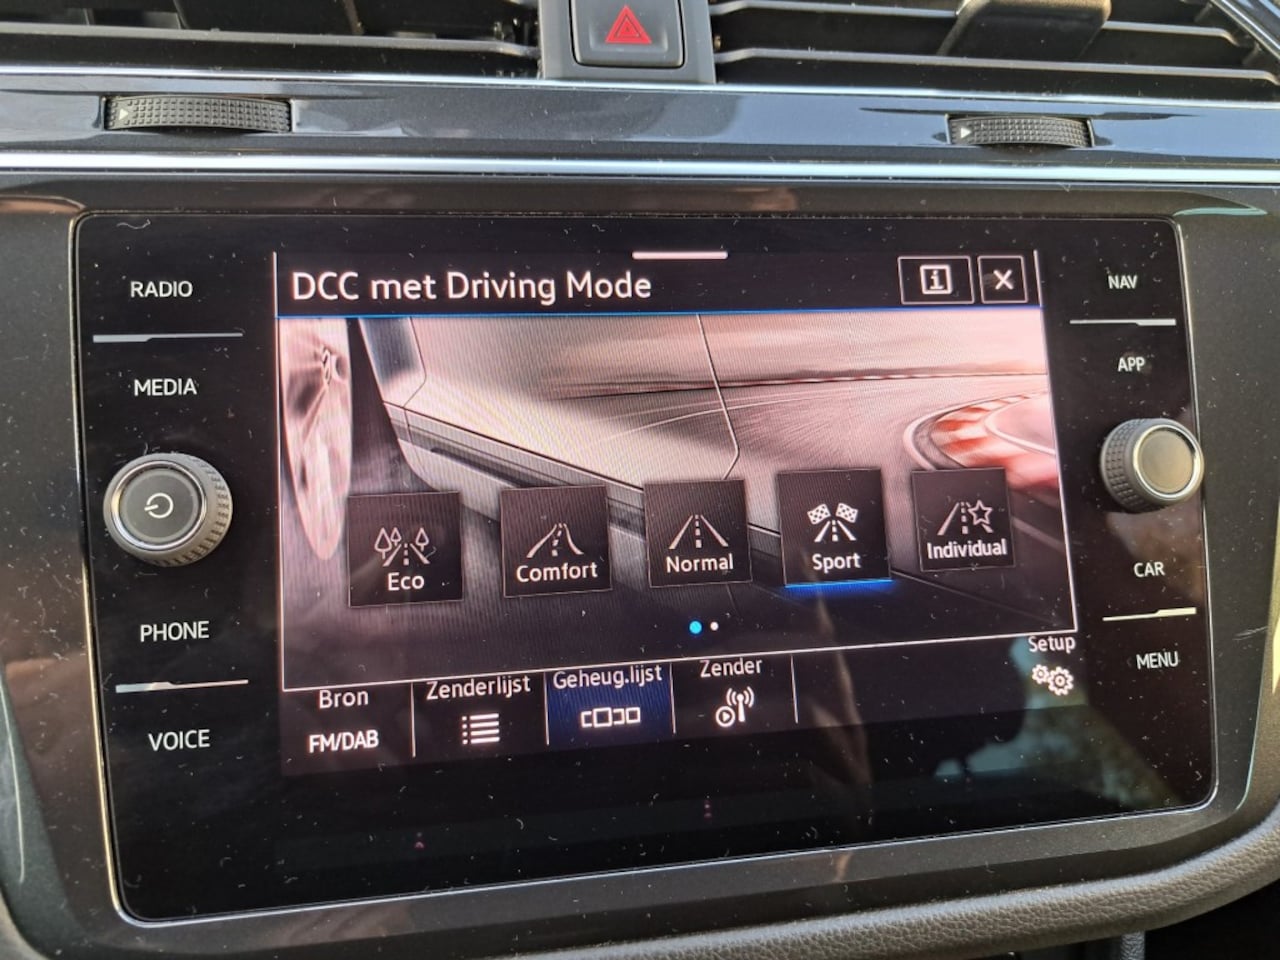 RADIO
MEDIA
PHONE
VOICE
DCC met Driving Mode
i
Eco
Comfort
Normal
Sport
Individual
Bron
FM/DAB
Zenderlijst
Geheug.lijst
Zender
Setup
NAV
APP
CAR
MENU